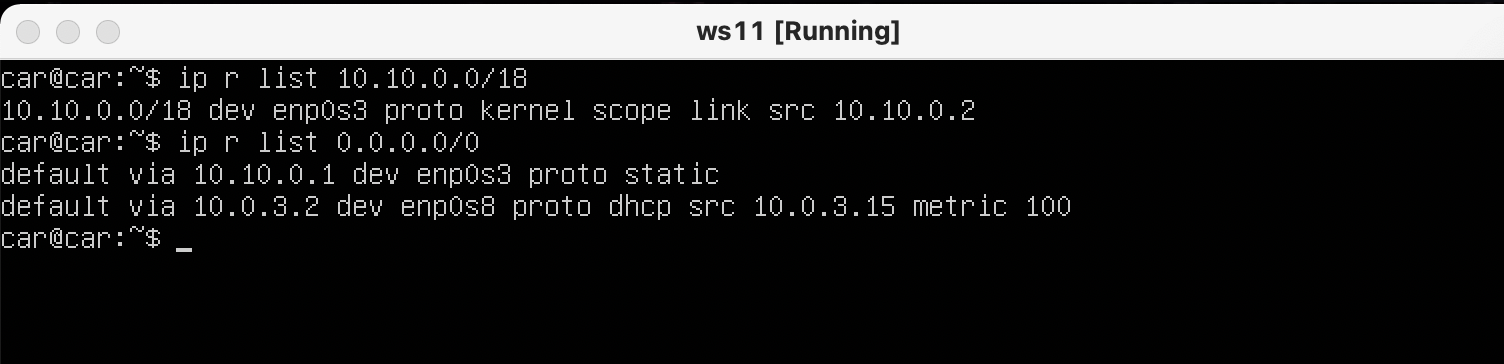 ws11 [Running]
car@car:~$ ip r list 10.10.0.0/18
10.10.0.0/18 dev enp0s3 proto kernel scope link src 10.10.0.2
car@car:~$ ip r list 0.0.0.0/0
default via 10.10.0.1 dev enp0s3 proto static
default via 10.0.3.2 dev enp0s8 proto dhcp src 10.0.3.15 metric 100
car@car:~$ _